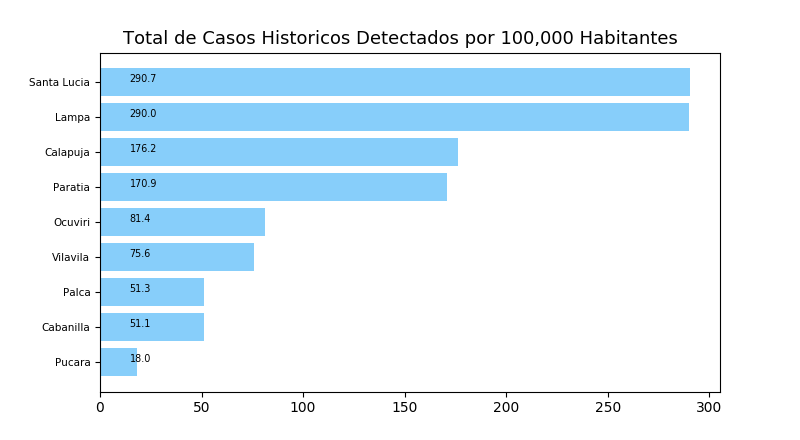 Total de Casos Historicos Detectados por 100,000 Habitantes
Santa Lucia 290.7
Lampa 290.0
Calapuja 176.2
Paratia 170.9
Ocuviri 81.4
Vilavila 75.6
Palca 51.3
Cabanilla 51.1
Pucara 18.0
0 50 100 150 200 250 300